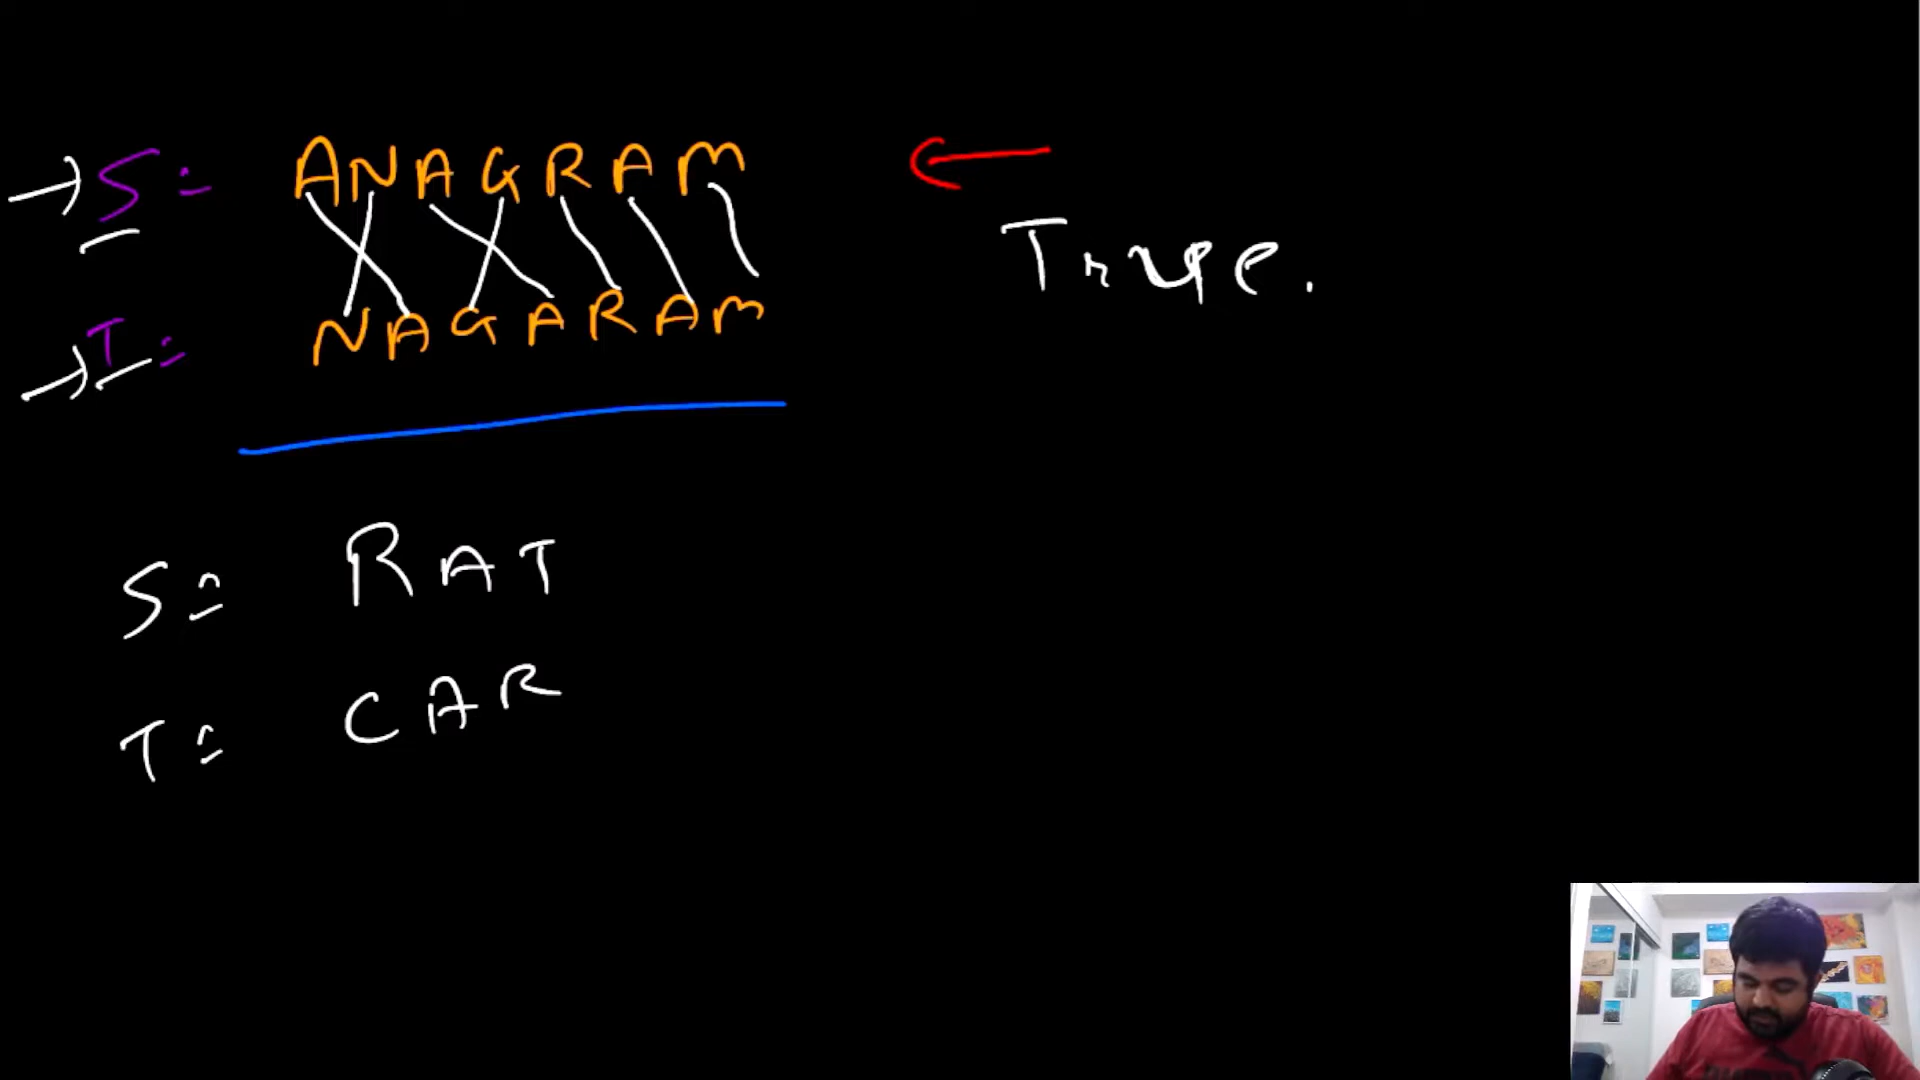 S= ANAGRAM
True.
T= NAGARAM
S= RAT
T= CAR